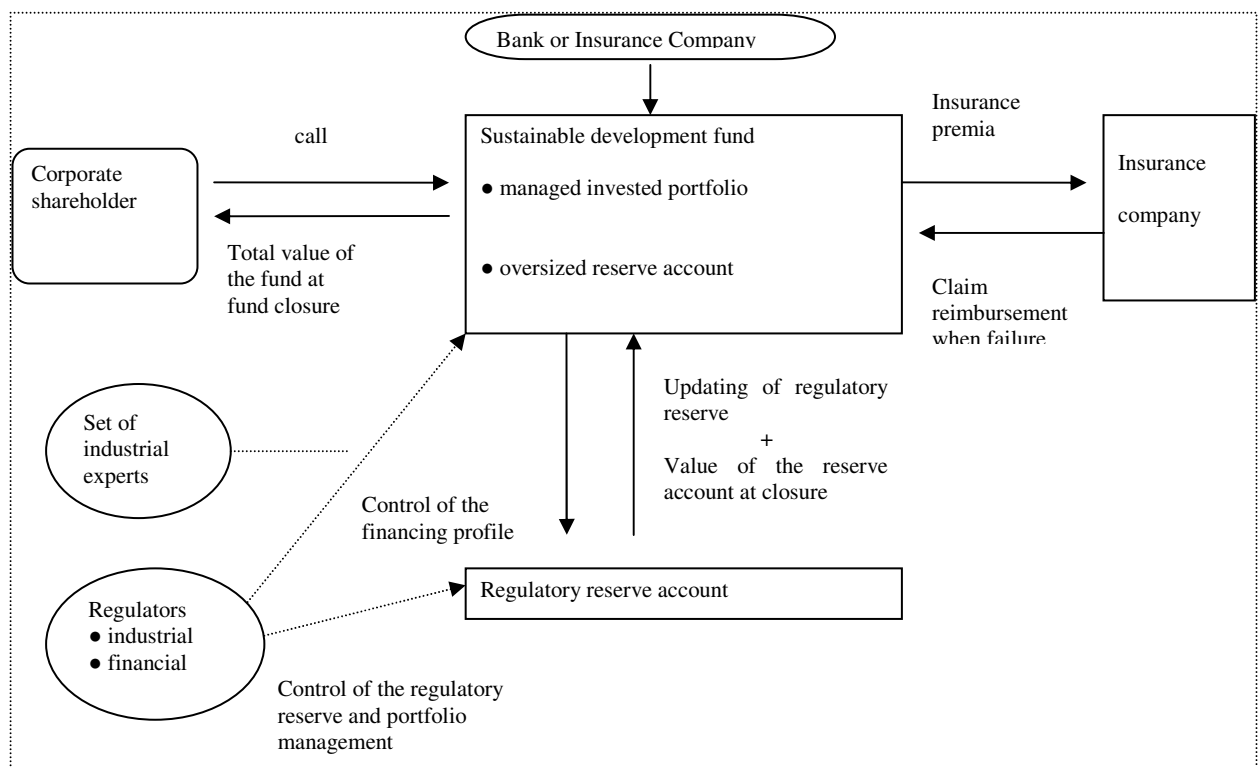 Bank or Insurance Company
call
Corporate
shareholder
Total value of
the fund at
fund closure
Sustainable development fund
● managed invested portfolio
● oversized reserve account
Insurance
premia
Insurance
company
Claim
reimbursement
when failure
Set of
industrial
experts
Updating of regulatory
reserve
+
Value of the reserve
account at closure
Control of the
financing profile
Regulators
● industrial
● financial
Regulatory reserve account
Control of the regulatory
reserve and portfolio
management